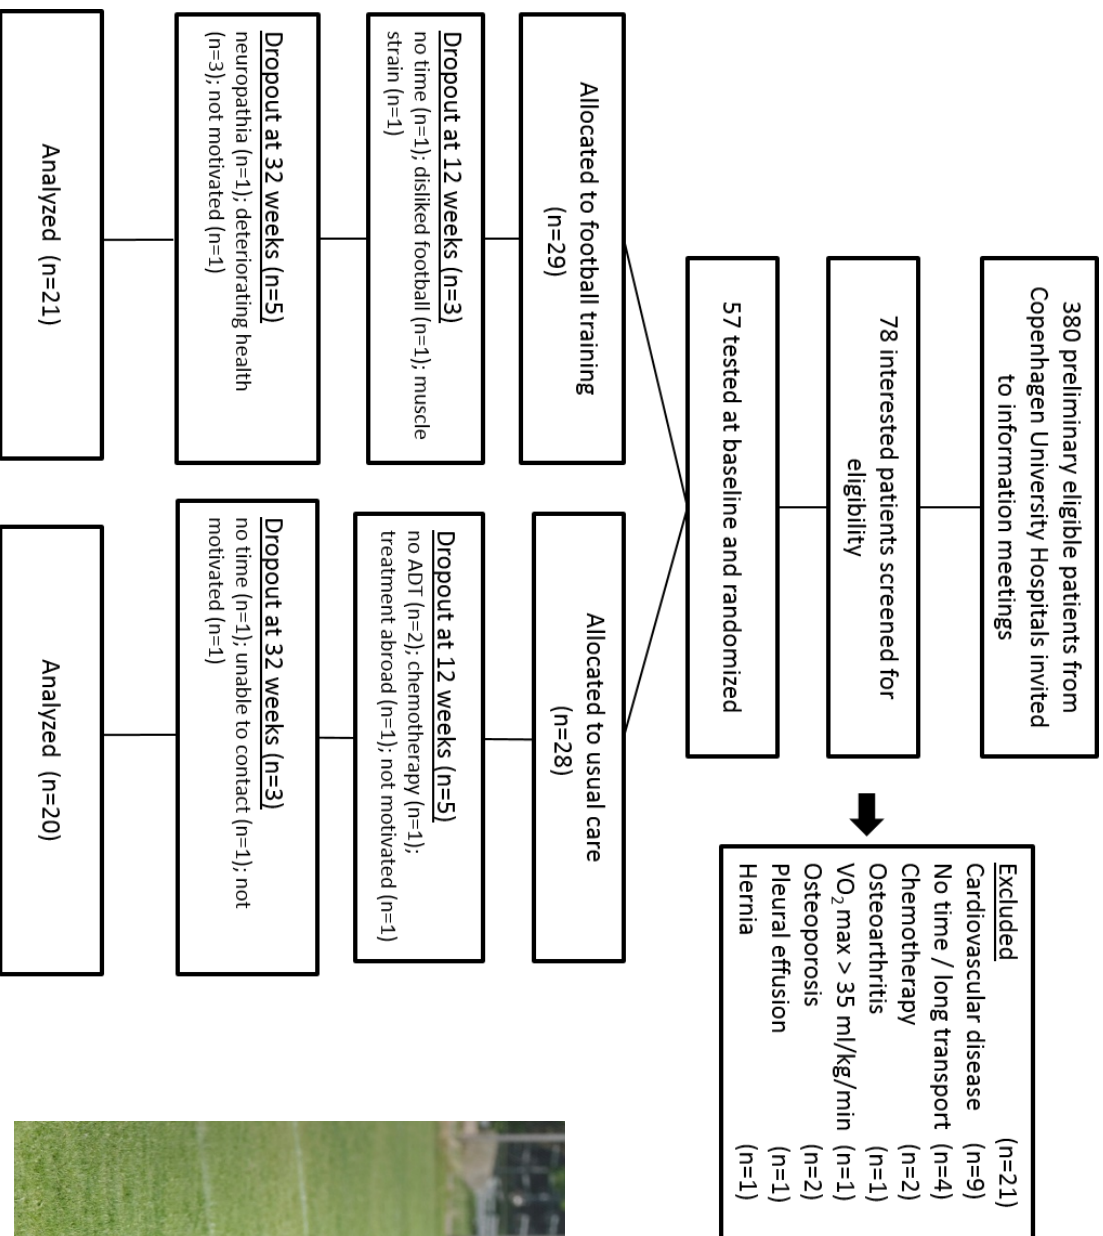 380 preliminary eligible patients from
Copenhagen University Hospitals invited
to information meetings
78 interested patients screened for
eligibility
Excluded (n=21)
Cardiovascular disease (n=9)
No time / long transport (n=4)
Chemotherapy (n=2)
Osteoarthritis (n=1)
VO₂ max > 35 ml/kg/min (n=1)
Osteoporosis (n=2)
Pleural effusion (n=1)
Hernia (n=1)
57 tested at baseline and randomized
Allocated to football training
(n=29)
Dropout at 12 weeks (n=3)
no time (n=1); disliked football (n=1); muscle
strain (n=1)
Dropout at 32 weeks (n=5)
neuropathia (n=1); deteriorating health
(n=3); not motivated (n=1)
Analyzed (n=21)
Allocated to usual care
(n=28)
Dropout at 12 weeks (n=5)
no ADT (n=2); chemotherapy (n=1);
treatment abroad (n=1); not motivated (n=1)
Dropout at 32 weeks (n=3)
no time (n=1); unable to contact (n=1); not
motivated (n=1)
Analyzed (n=20)